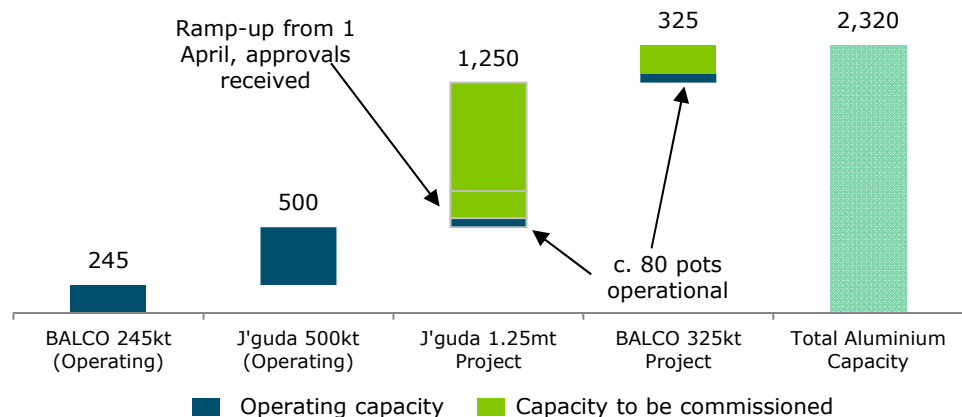 Ramp-up from 1
April, approvals
received
245
500
1,250
325
2,320
c. 80 pots
operational
BALCO 245kt
(Operating)
J'guda 500kt
(Operating)
J'guda 1.25mt
Project
BALCO 325kt
Project
Total Aluminium
Capacity
Operating capacity
Capacity to be commissioned